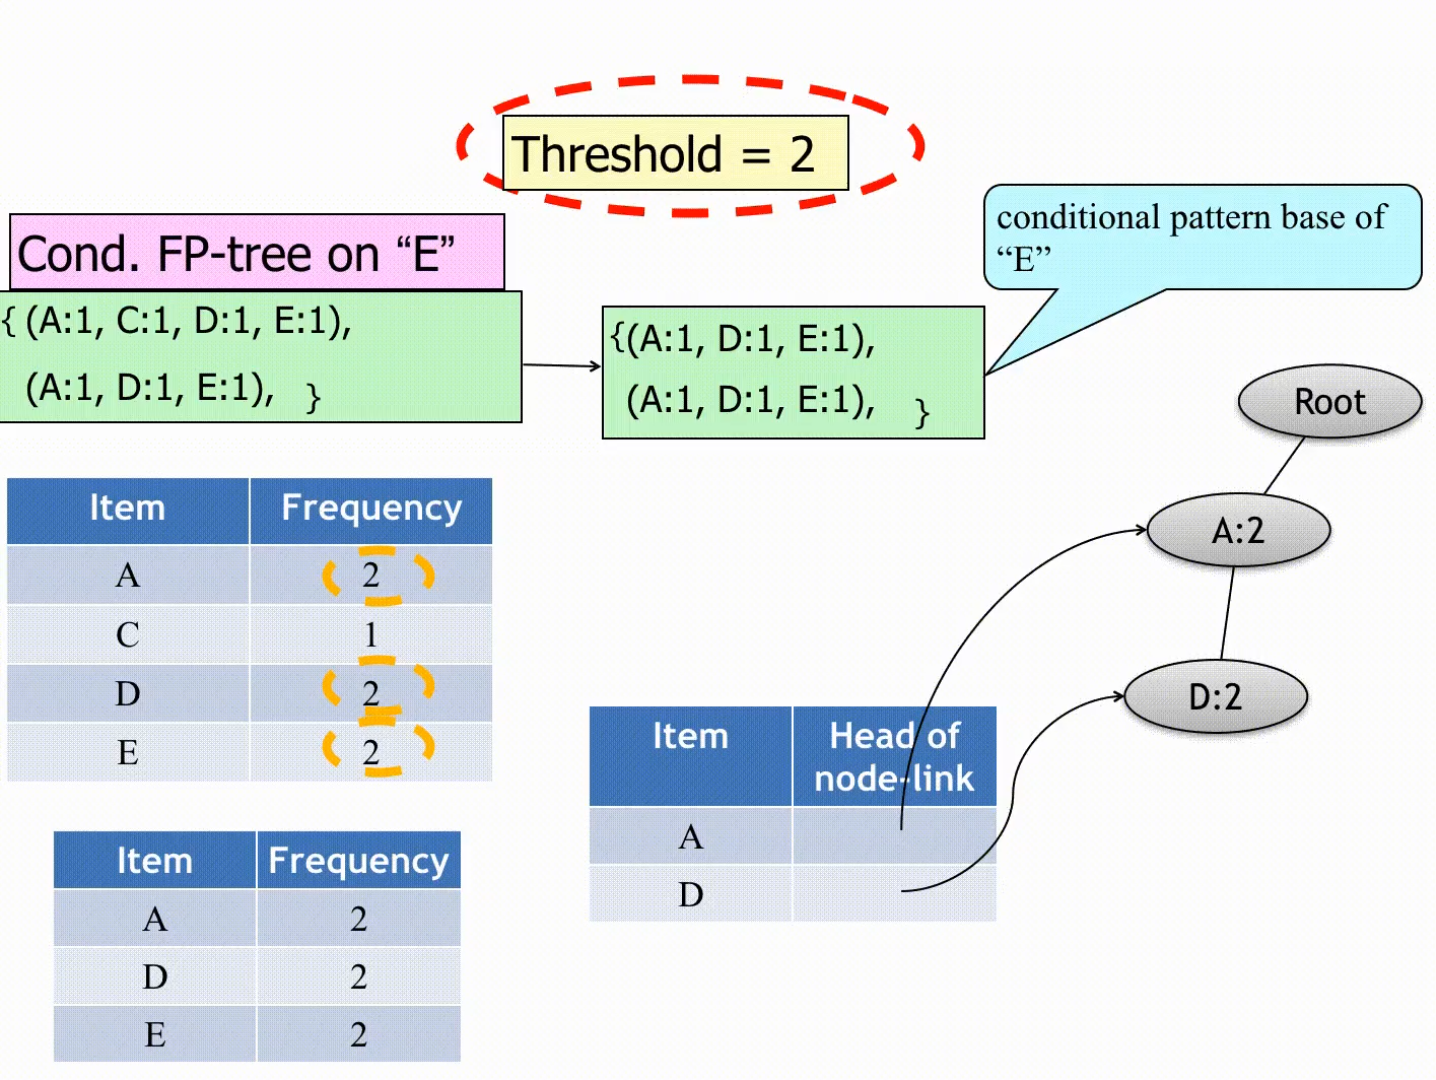 Threshold = 2
conditional pattern base of
“E”
Cond. FP-tree on “E”
{ (A:1, C:1, D:1, E:1),
(A:1, D:1, E:1), }
{(A:1, D:1, E:1),
(A:1, D:1, E:1), }
Root
A:2
D:2
Item Frequency
A 2
C 1
D 2
E 2
Item Head of
node-link
A
D
Item Frequency
A 2
D 2
E 2